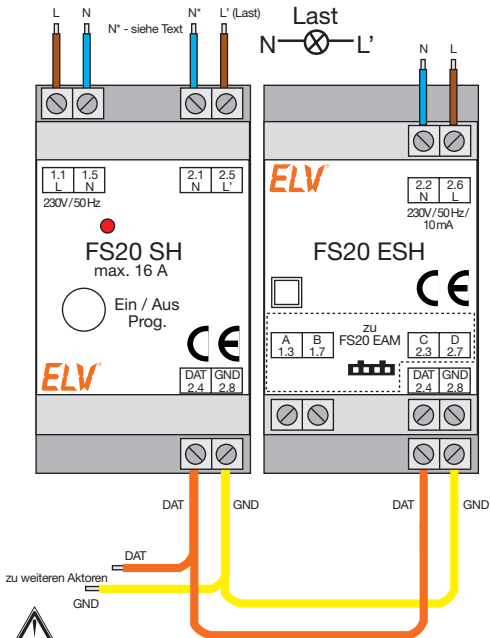 L N N* - siehe Text N* L' (Last)
Last
N L'
N L
1.1 1.5
L N
230V/50Hz
2.1 2.5
N L'
FS20 SH
max. 16 A
Ein / Aus
Prog.
CE
ELV
DAT GND
2.4 2.8
ELV
2.2 2.6
N L
230V/50Hz/
10mA
FS20 ESH
CE
zu
FS20 EAM
A B
1.3 1.7
C D
2.3 2.7
DAT GND
2.4 2.8
DAT GND DAT GND
DAT
zu weiteren Aktoren
GND